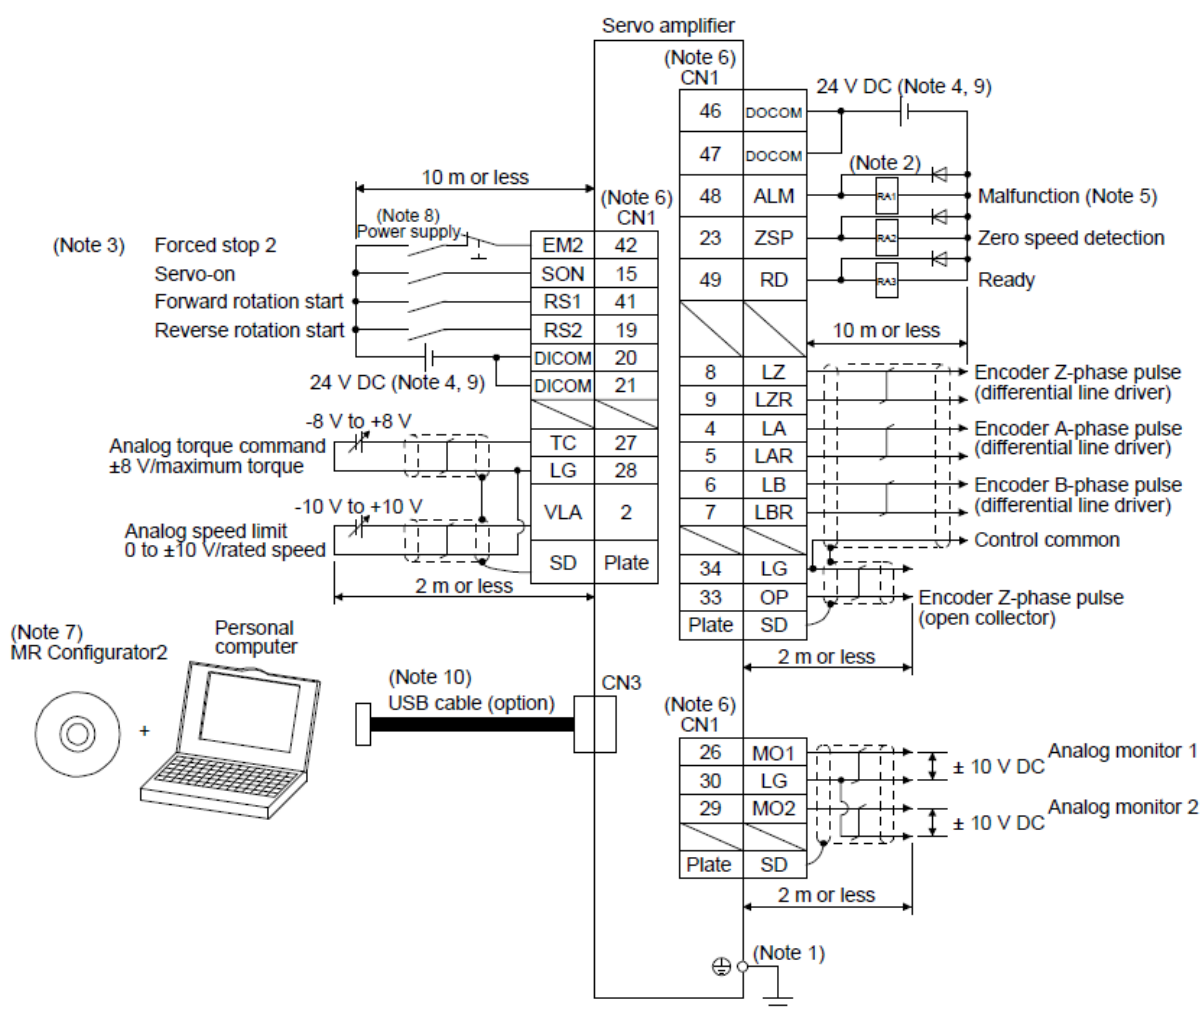 Servo amplifier
(Note 6)
CN1
24 V DC (Note 4, 9)
46 DOCOM
47 DOCOM
(Note 2)
48 ALM RA1 Malfunction (Note 5)
23 ZSP RA2 Zero speed detection
49 RD RA3 Ready
10 m or less
8 LZ Encoder Z-phase pulse
9 LZR (differential line driver)
4 LA Encoder A-phase pulse
5 LAR (differential line driver)
6 LB Encoder B-phase pulse
7 LBR (differential line driver)
Control common
34 LG
33 OP Encoder Z-phase pulse
(open collector)
Plate SD
2 m or less
10 m or less
(Note 6)
CN1
(Note 8)
Power supply
(Note 3) Forced stop 2 EM2 42
Servo-on SON 15
Forward rotation start RS1 41
Reverse rotation start RS2 19
DICOM 20
24 V DC (Note 4, 9) DICOM 21
-8 V to +8 V
Analog torque command TC 27
±8 V/maximum torque LG 28
-10 V to +10 V VLA 2
Analog speed limit
0 to ±10 V/rated speed SD Plate
2 m or less
(Note 7)
MR Configurator2
+
Personal
computer
(Note 10)
USB cable (option)
CN3
(Note 6)
CN1
26 MO1 Analog monitor 1
± 10 V DC
30 LG
29 MO2 Analog monitor 2
± 10 V DC
Plate SD
2 m or less
(Note 1)